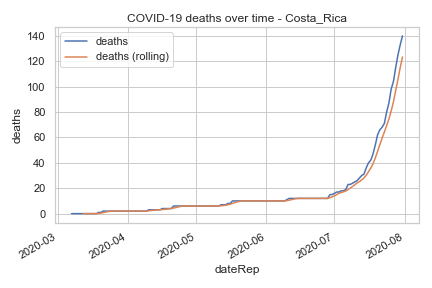 COVID-19 deaths over time - Costa_Rica
deaths
deaths (rolling)
140
120
100
80
60
40
20
0
deaths
2020-03
2020-04
2020-05
2020-06
2020-07
2020-08
dateRep